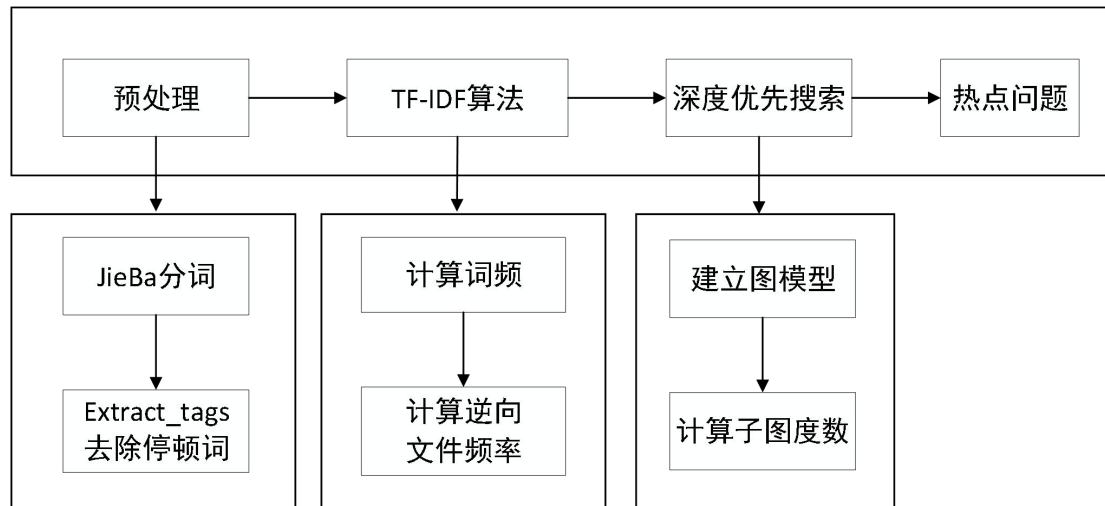 预处理
TF-IDF算法
深度优先搜索
热点问题
JieBa分词
Extract_tags
去除停顿词
计算词频
计算逆向
文件频率
建立图模型
计算子图度数